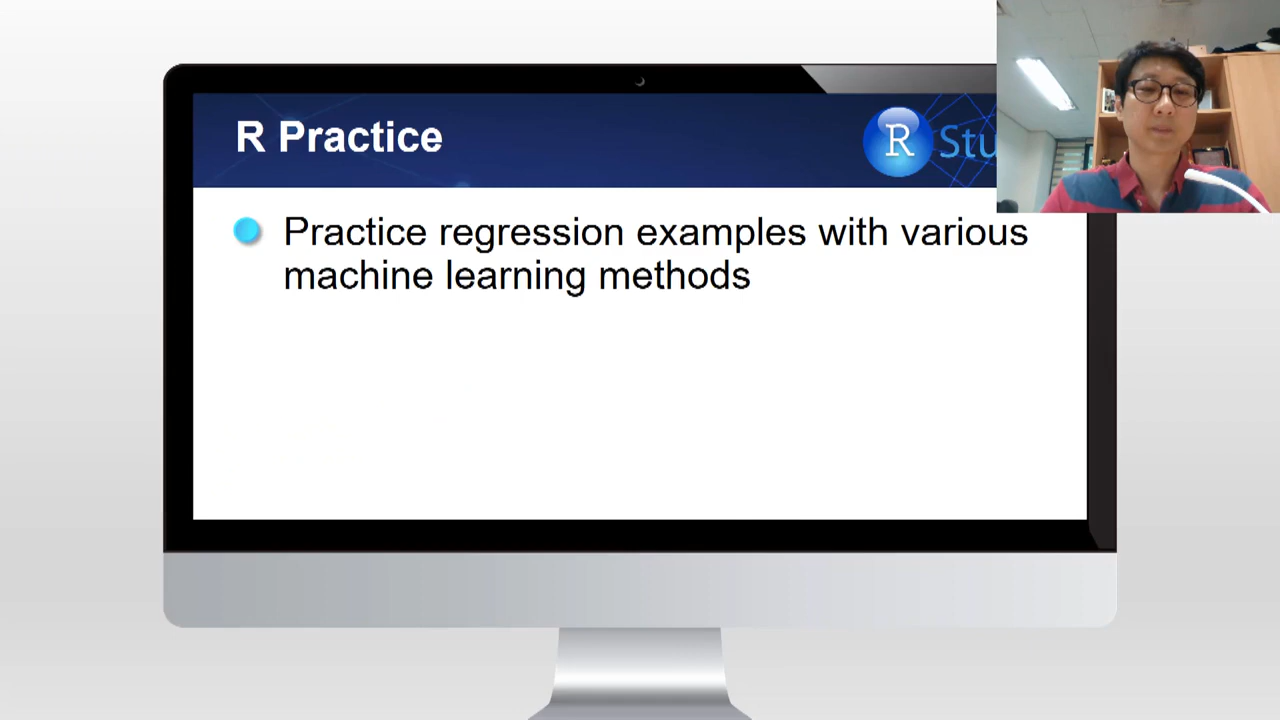 R Practice
R Stu
Practice regression examples with various
machine learning methods